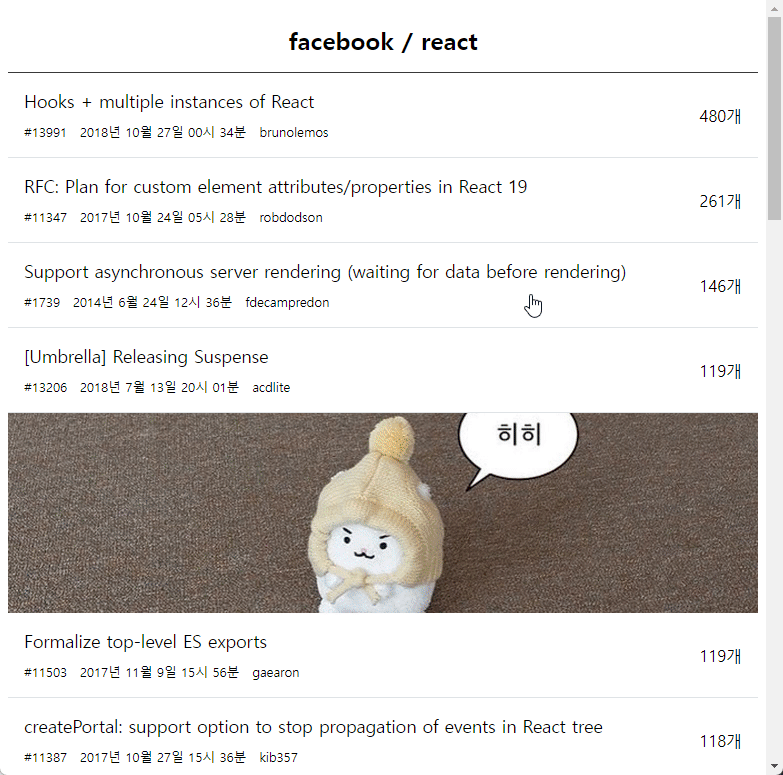 facebook / react
Hooks + multiple instances of React
#13991 2018년 10월 27일 00시 34분 brunolemos
480개
RFC: Plan for custom element attributes/properties in React 19
#11347 2017년 10월 24일 05시 28분 robdodson
261개
Support asynchronous server rendering (waiting for data before rendering)
#1739 2014년 6월 24일 12시 36분 fdecampredon
146개
[Umbrella] Releasing Suspense
#13206 2018년 7월 13일 20시 01분 acdlite
119개
히히
Formalize top-level ES exports
#11503 2017년 11월 9일 15시 56분 gaearon
119개
createPortal: support option to stop propagation of events in React tree
#11387 2017년 10월 27일 15시 36분 kib357
118개